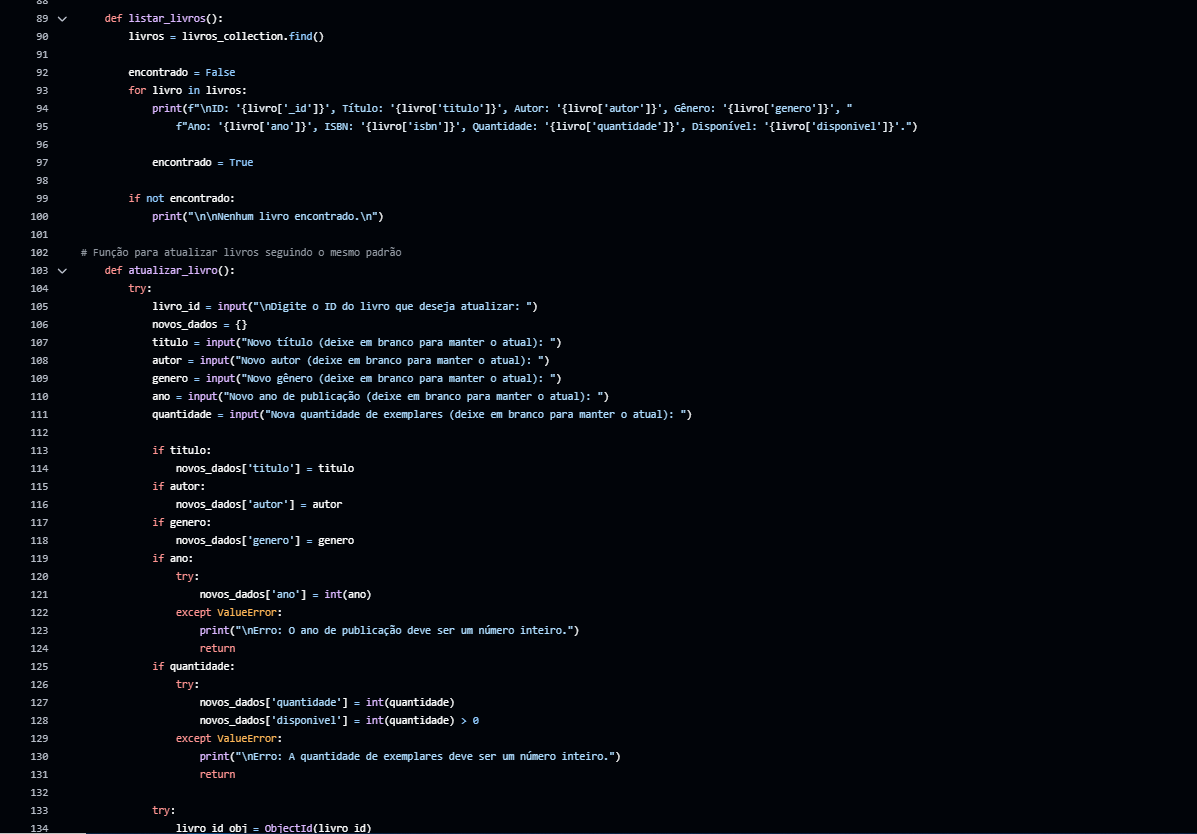 88
89 def listar_livros():
90 livros = livros_collection.find()
91
92 encontrado = False
93 for livro in livros:
94 print(f"\nID: '{livro['_id']}', Título: '{livro['titulo']}', Autor: '{livro['autor']}', Gênero: '{livro['genero']}', "
95 f"Ano: '{livro['ano']}', ISBN: '{livro['isbn']}', Quantidade: '{livro['quantidade']}', Disponível: '{livro['disponivel']}'.")
96
97 encontrado = True
98
99 if not encontrado:
100 print("\n\nNenhum livro encontrado.\n")
101
102 # Função para atualizar livros seguindo o mesmo padrão
103 def atualizar_livro():
104 try:
105 livro_id = input("\nDigite o ID do livro que deseja atualizar: ")
106 novos_dados = {}
107 titulo = input("Novo título (deixe em branco para manter o atual): ")
108 autor = input("Novo autor (deixe em branco para manter o atual): ")
109 genero = input("Novo gênero (deixe em branco para manter o atual): ")
110 ano = input("Novo ano de publicação (deixe em branco para manter o atual): ")
111 quantidade = input("Nova quantidade de exemplares (deixe em branco para manter o atual): ")
112
113 if titulo:
114 novos_dados['titulo'] = titulo
115 if autor:
116 novos_dados['autor'] = autor
117 if genero:
118 novos_dados['genero'] = genero
119 if ano:
120 try:
121 novos_dados['ano'] = int(ano)
122 except ValueError:
123 print("\nErro: O ano de publicação deve ser um número inteiro.")
124 return
125 if quantidade:
126 try:
127 novos_dados['quantidade'] = int(quantidade)
128 novos_dados['disponivel'] = int(quantidade) > 0
129 except ValueError:
130 print("\nErro: A quantidade de exemplares deve ser um número inteiro.")
131 return
132
133 try:
134 livro_id_obj = ObjectId(livro_id)